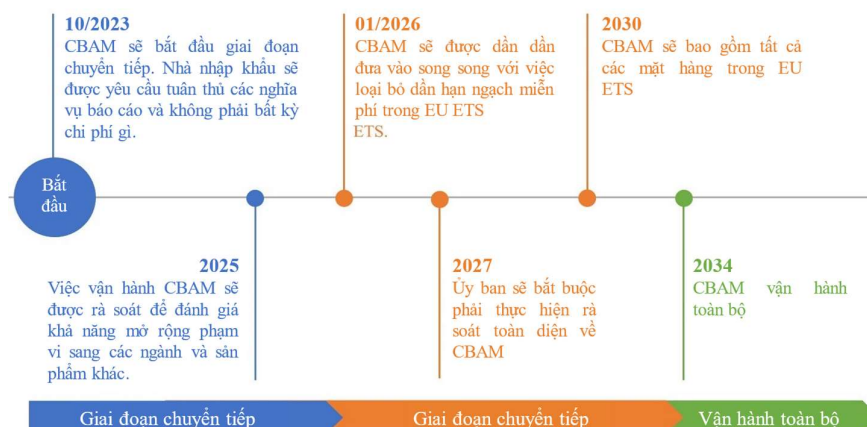 10/2023
CBAM sẽ bắt đầu giai đoạn
chuyển tiếp. Nhà nhập khẩu sẽ
được yêu cầu tuân thủ các nghĩa
vụ báo cáo và không phải bất kỳ
chi phí gì.
01/2026
CBAM sẽ được dần dần
đưa vào song song với việc
loại bỏ dần hạn ngạch miễn
phí trong EU ETS
ETS.
2030
CBAM sẽ bao gồm tất cả
các mặt hàng trong EU
ETS
Bắt
đầu
2025
Việc vận hành CBAM sẽ
được rà soát để đánh giá
khả năng mở rộng phạm
vi sang các ngành và sản
phẩm khác.
2027
Ủy ban sẽ bắt buộc
phải thực hiện rà
soát toàn diện về
CBAM
2034
CBAM vận hành
toàn bộ
Giai đoạn chuyển tiếp
Giai đoạn chuyển tiếp
Vận hành toàn bộ